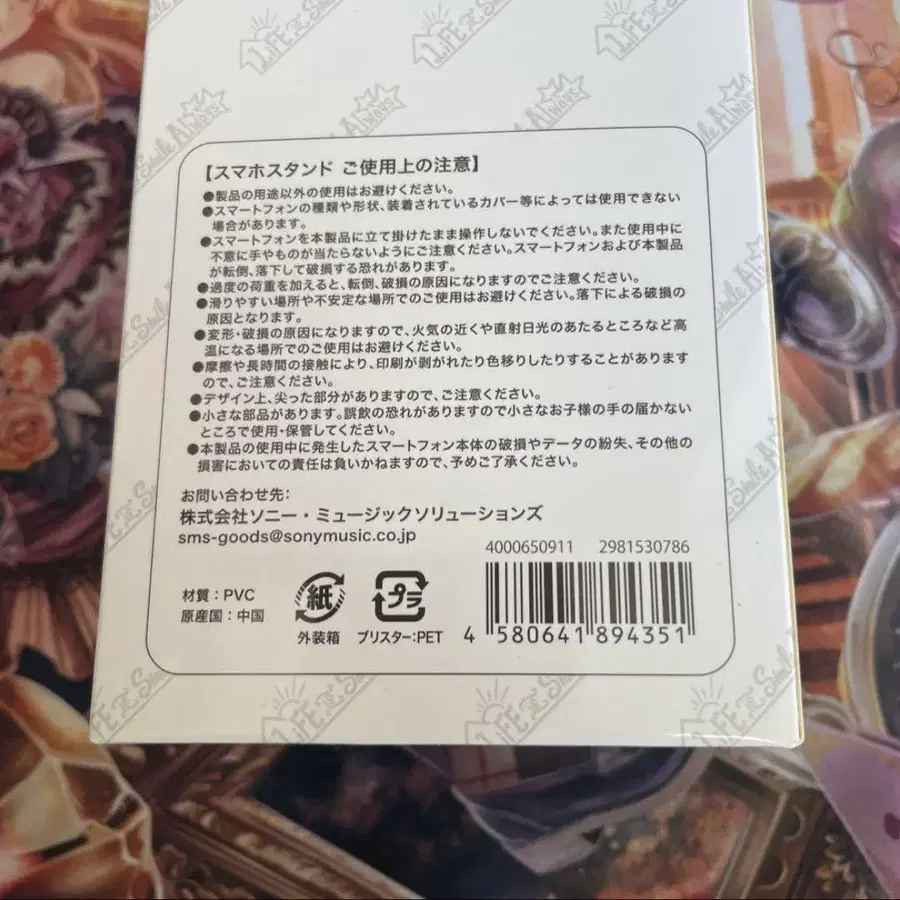 LIFE is Smile Always
【スマホスタンド ご使用上の注意】
●製品の用途以外の使用はお避けください。
●スマートフォンの種類や形状、装着されているカバー等によっては使用できない
場合があります。
●スマートフォンを本製品に立て掛けたまま操作しないでください。また使用中に
不意に手やものが当たらないようにご注意ください。スマートフォンおよび本製品
が転倒、落下して破損する恐れがあります。
●過度の荷重を加えると、転倒、破損の原因になりますのでご注意ください。
●滑りやすい場所や不安定な場所でのご使用はお避けください。落下による破損の
原因となります。
●変形・破損の原因になりますので、火気の近くや直射日光のあたるところなど高
温になる場所でのご使用はお避けください。
●摩擦や長時間の接触により、印刷が剥がれたり色移りしたりすることがあります
ので、ご注意ください。
●デザイン上、尖った部分がありますので、ご注意ください。
●小さな部品があります。誤飲の恐れがありますので小さなお子様の手の届かない
ところで使用・保管してください。
●本製品の使用中に発生したスマートフォン本体の破損やデータの紛失、その他の
損害においての責任は負いかねますので、予めご了承ください。
お問い合わせ先：
株式会社ソニー・ミュージックソリューションズ
sms-goods@sonymusic.co.jp
4000650911 2981530786
材質：PVC
原産国：中国
紙
外装箱
プラ
ブリスター：PET
4 580641 894351